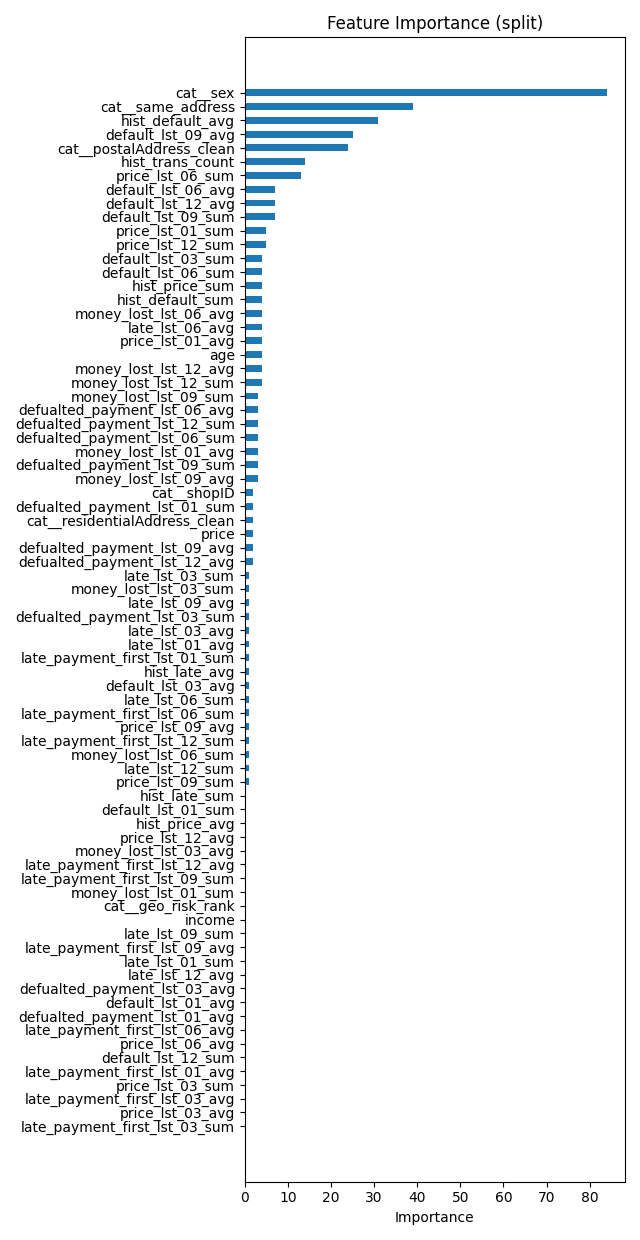 Feature Importance (split)
cat__sex
cat__same_address
hist_default_avg
default_lst_09_avg
cat__postalAddress_clean
hist_trans_count
price_lst_06_sum
default_lst_06_avg
default_lst_12_avg
default_lst_09_sum
price_lst_01_sum
price_lst_12_sum
default_lst_03_sum
default_lst_06_sum
hist_price_sum
hist_default_sum
money_lost_lst_06_avg
late_lst_06_avg
price_lst_01_avg
age
money_lost_lst_12_avg
money_lost_lst_12_sum
money_lost_lst_09_sum
defualted_payment_lst_06_avg
defualted_payment_lst_12_sum
defualted_payment_lst_06_sum
money_lost_lst_01_avg
defualted_payment_lst_09_sum
money_lost_lst_09_avg
cat__shopID
defualted_payment_lst_01_sum
cat__residentialAddress_clean
price
defualted_payment_lst_09_avg
defualted_payment_lst_12_avg
late_lst_03_sum
money_lost_lst_03_sum
late_lst_09_avg
defualted_payment_lst_03_sum
late_lst_03_avg
late_lst_01_avg
late_payment_first_lst_01_sum
hist_late_avg
default_lst_03_avg
late_lst_06_sum
late_payment_first_lst_06_sum
price_lst_09_avg
late_payment_first_lst_12_sum
money_lost_lst_06_sum
late_lst_12_sum
price_lst_09_sum
hist_late_sum
default_lst_01_sum
hist_price_avg
price_lst_12_avg
money_lost_lst_03_avg
late_payment_first_lst_12_avg
late_payment_first_lst_09_sum
money_lost_lst_01_sum
cat__geo_risk_rank
income
late_lst_09_sum
late_payment_first_lst_09_avg
late_lst_01_sum
late_lst_12_avg
defualted_payment_lst_03_avg
default_lst_01_avg
defualted_payment_lst_01_avg
late_payment_first_lst_06_avg
price_lst_06_avg
default_lst_12_sum
late_payment_first_lst_01_avg
price_lst_03_sum
late_payment_first_lst_03_avg
price_lst_03_avg
late_payment_first_lst_03_sum
0 10 20 30 40 50 60 70 80
Importance